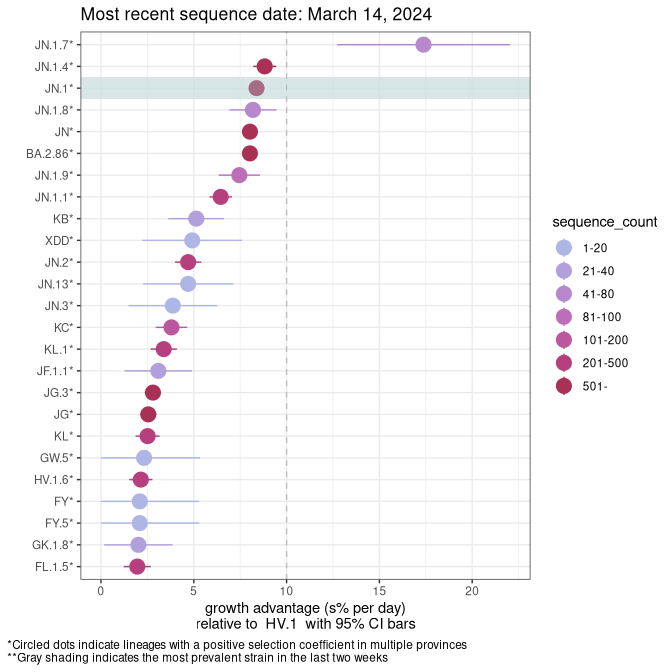 Most recent sequence date: March 14, 2024
JN.1.7*
JN.1.4*
JN.1*
JN.1.8*
JN*
BA.2.86*
JN.1.9*
JN.1.1*
KB*
XDD*
JN.2*
JN.13*
JN.3*
KC*
KL.1*
JF.1.1*
JG.3*
JG*
KL*
GW.5*
HV.1.6*
FY*
FY.5*
GK.1.8*
FL.1.5*
0 5 10 15 20
growth advantage (s% per day)
relative to HV.1 with 95% CI bars
sequence_count
1-20
21-40
41-80
81-100
101-200
201-500
501-
*Circled dots indicate lineages with a positive selection coefficient in multiple provinces
**Gray shading indicates the most prevalent strain in the last two weeks